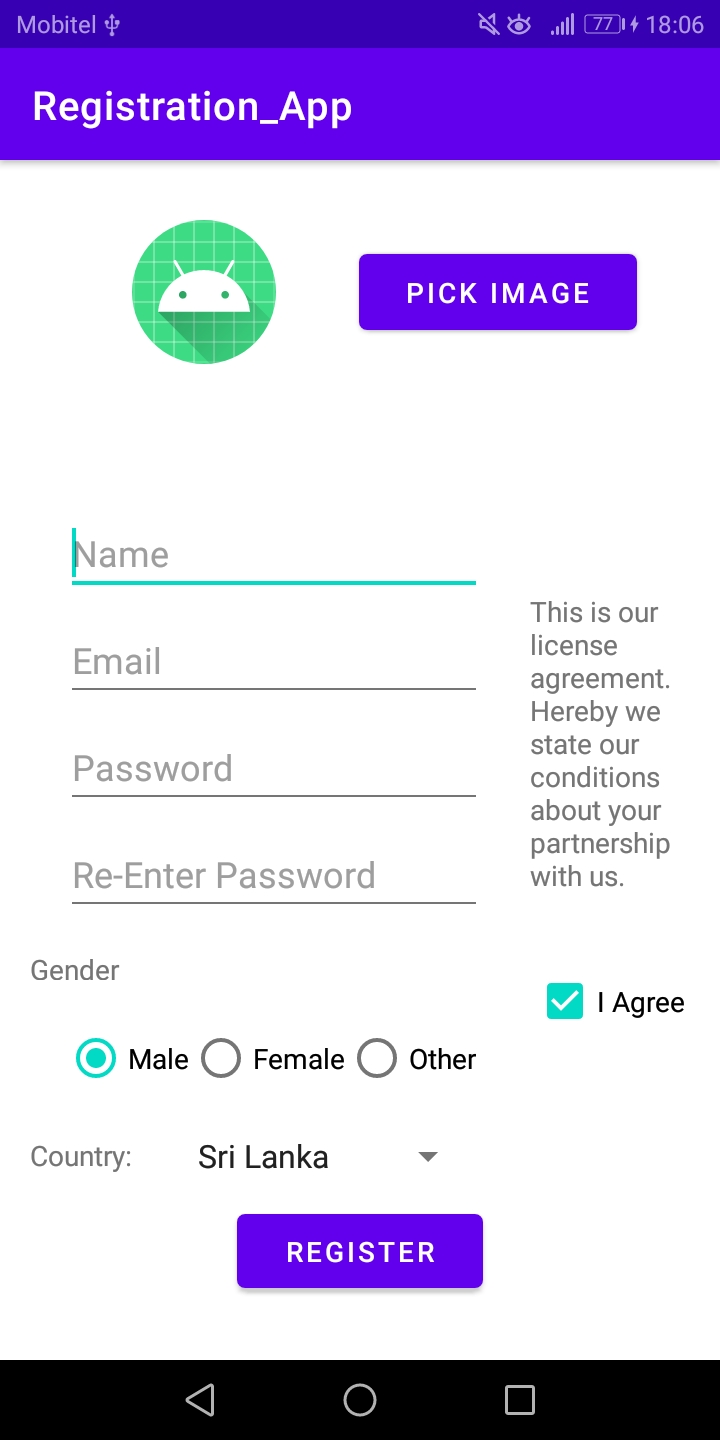 Mobitel 77 18:06
Registration_App
PICK IMAGE
Name
Email
Password
Re-Enter Password
This is our
license
agreement.
Hereby we
state our
conditions
about your
partnership
with us.
Gender
I Agree
Male Female Other
Country: Sri Lanka
REGISTER